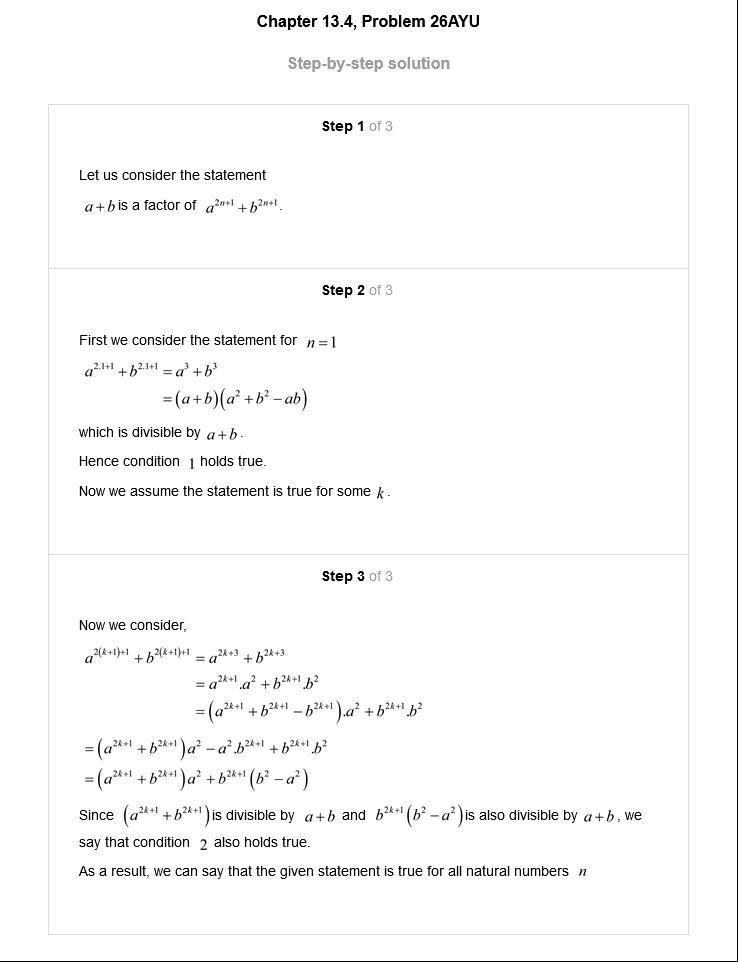 Chapter 13.4, Problem 26AYU
Step-by-step solution
Step 1 of 3
Let us consider the statement
a+b is a factor of a^{2n+1} + b^{2n+1}.
Step 2 of 3
First we consider the statement for n = 1
a^{2.1+1} + b^{2.1+1} = a^3 + b^3
= (a+b)(a^2 + b^2 − ab)
which is divisible by a+b.
Hence condition 1 holds true.
Now we assume the statement is true for some k.
Step 3 of 3
Now we consider,
a^{2(k+1)+1} + b^{2(k+1)+1} = a^{2k+3} + b^{2k+3}
= a^{2k+1}.a^2 + b^{2k+1}.b^2
= (a^{2k+1} + b^{2k+1} − b^{2k+1}).a^2 + b^{2k+1}.b^2
= (a^{2k+1} + b^{2k+1})a^2 − a^2.b^{2k+1} + b^{2k+1}.b^2
= (a^{2k+1} + b^{2k+1})a^2 + b^{2k+1}(b^2 − a^2)
Since (a^{2k+1} + b^{2k+1}) is divisible by a+b and b^{2k+1}(b^2 − a^2) is also divisible by a+b, we
say that condition 2 also holds true.
As a result, we can say that the given statement is true for all natural numbers n